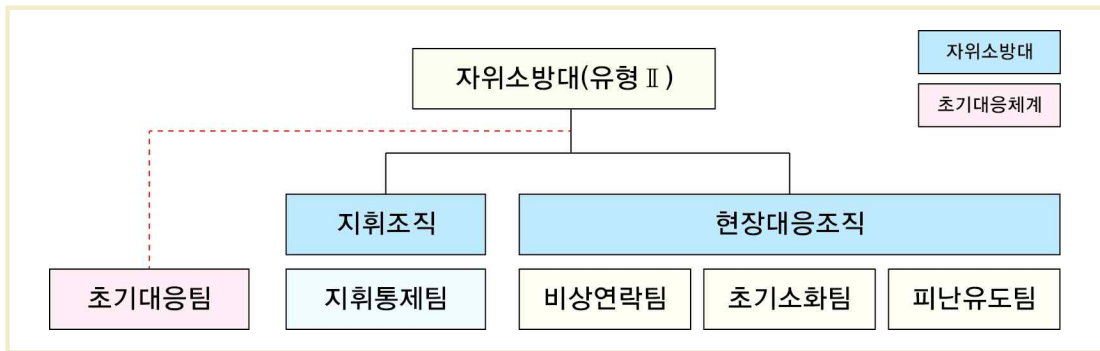 자위소방대(유형 Ⅱ)
자위소방대
초기대응체계
지휘조직
현장대응조직
초기대응팀
지휘통제팀
비상연락팀
초기소화팀
피난유도팀